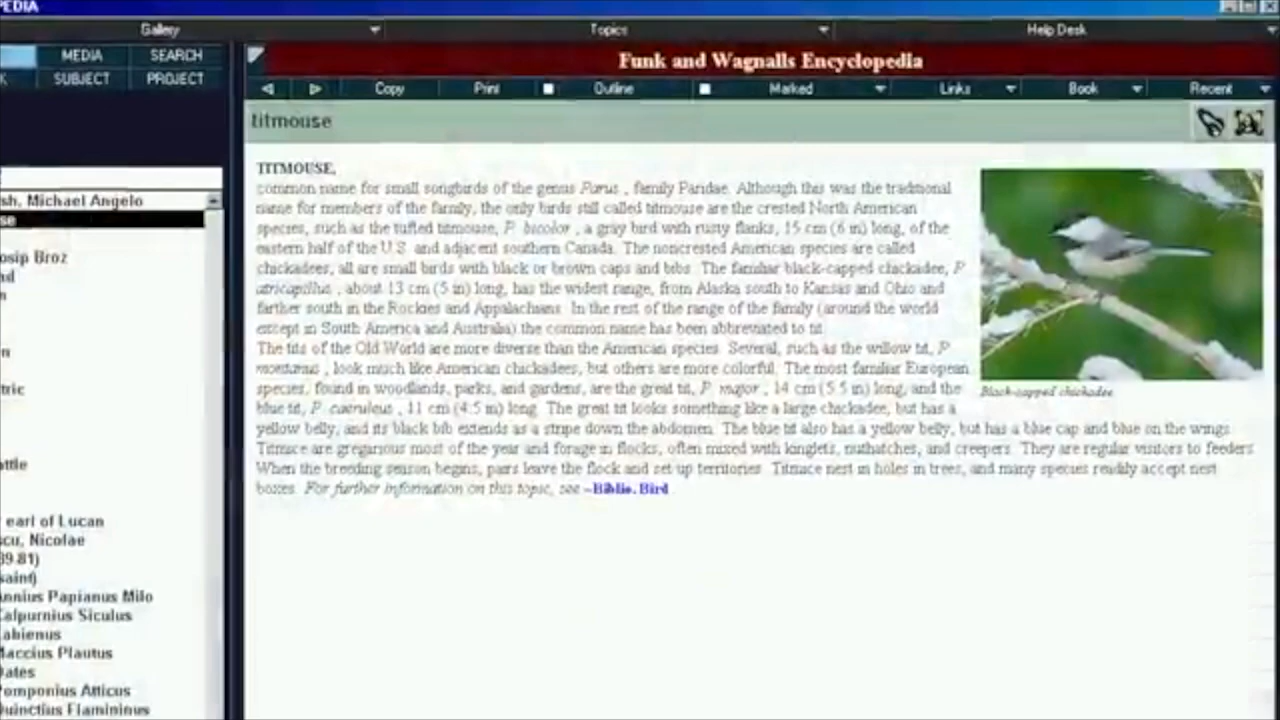 PEDIA
Gallery Topics Help Desk
MEDIA SEARCH
K SUBJECT PROJECT
Funk and Wagnalls Encyclopedia
Copy Print Outline Marked Links Book Recent
titmouse
TITMOUSE,
common name for small songbirds of the genus Parus , family Paridae. Although this was the traditional
name for members of the family, the only birds still called titmouse are the crested North American
species, such as the tufted titmouse, P. bicolor , a gray bird with rusty flanks, 15 cm (6 in) long, of the
eastern half of the U.S. and adjacent southern Canada. The noncrested American species are called
chickadees; all are small birds with black or brown caps and bibs. The familiar black-capped chickadee, P.
atricapillus , about 13 cm (5 in) long, has the widest range, from Alaska south to Kansas and Ohio and
farther south in the Rockies and Appalachians. In the rest of the range of the family (around the world
except in South America and Australia) the common name has been abbreviated to tit.
The tits of the Old World are more diverse than the American species. Several, such as the willow tit, P.
montanus , look much like American chickadees, but others are more colorful. The most familiar European
species, found in woodlands, parks, and gardens, are the great tit, P. major , 14 cm (5.5 in) long, and the
blue tit, P. caeruleus , 11 cm (4.5 in) long. The great tit looks something like a large chickadee, but has a
yellow belly, and its black bib extends as a stripe down the abdomen. The blue tit also has a yellow belly, but has a blue cap and blue on the wings.
Titmice are gregarious most of the year and forage in flocks, often mixed with kinglets, nuthatches, and creepers. They are regular visitors to feeders.
When the breeding season begins, pairs leave the flock and set up territories. Titmice nest in holes in trees, and many species readily accept nest
boxes. For further information on this topic, see ~Biblio. Bird
Black-capped chickadee
sh, Michael Angelo
se
osip Broz
nd
n
on
tric
attle
earl of Lucan
scu, Nicolae
39-81)
saint)
Annius Papianus Milo
Calpurnius Siculus
Labienus
Maccius Plautus
Oates
Pomponius Atticus
Quinctius Flamininus